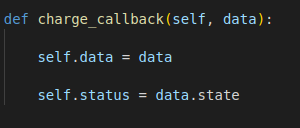 def charge_callback(self, data):
    self.data = data
    self.status = data.state